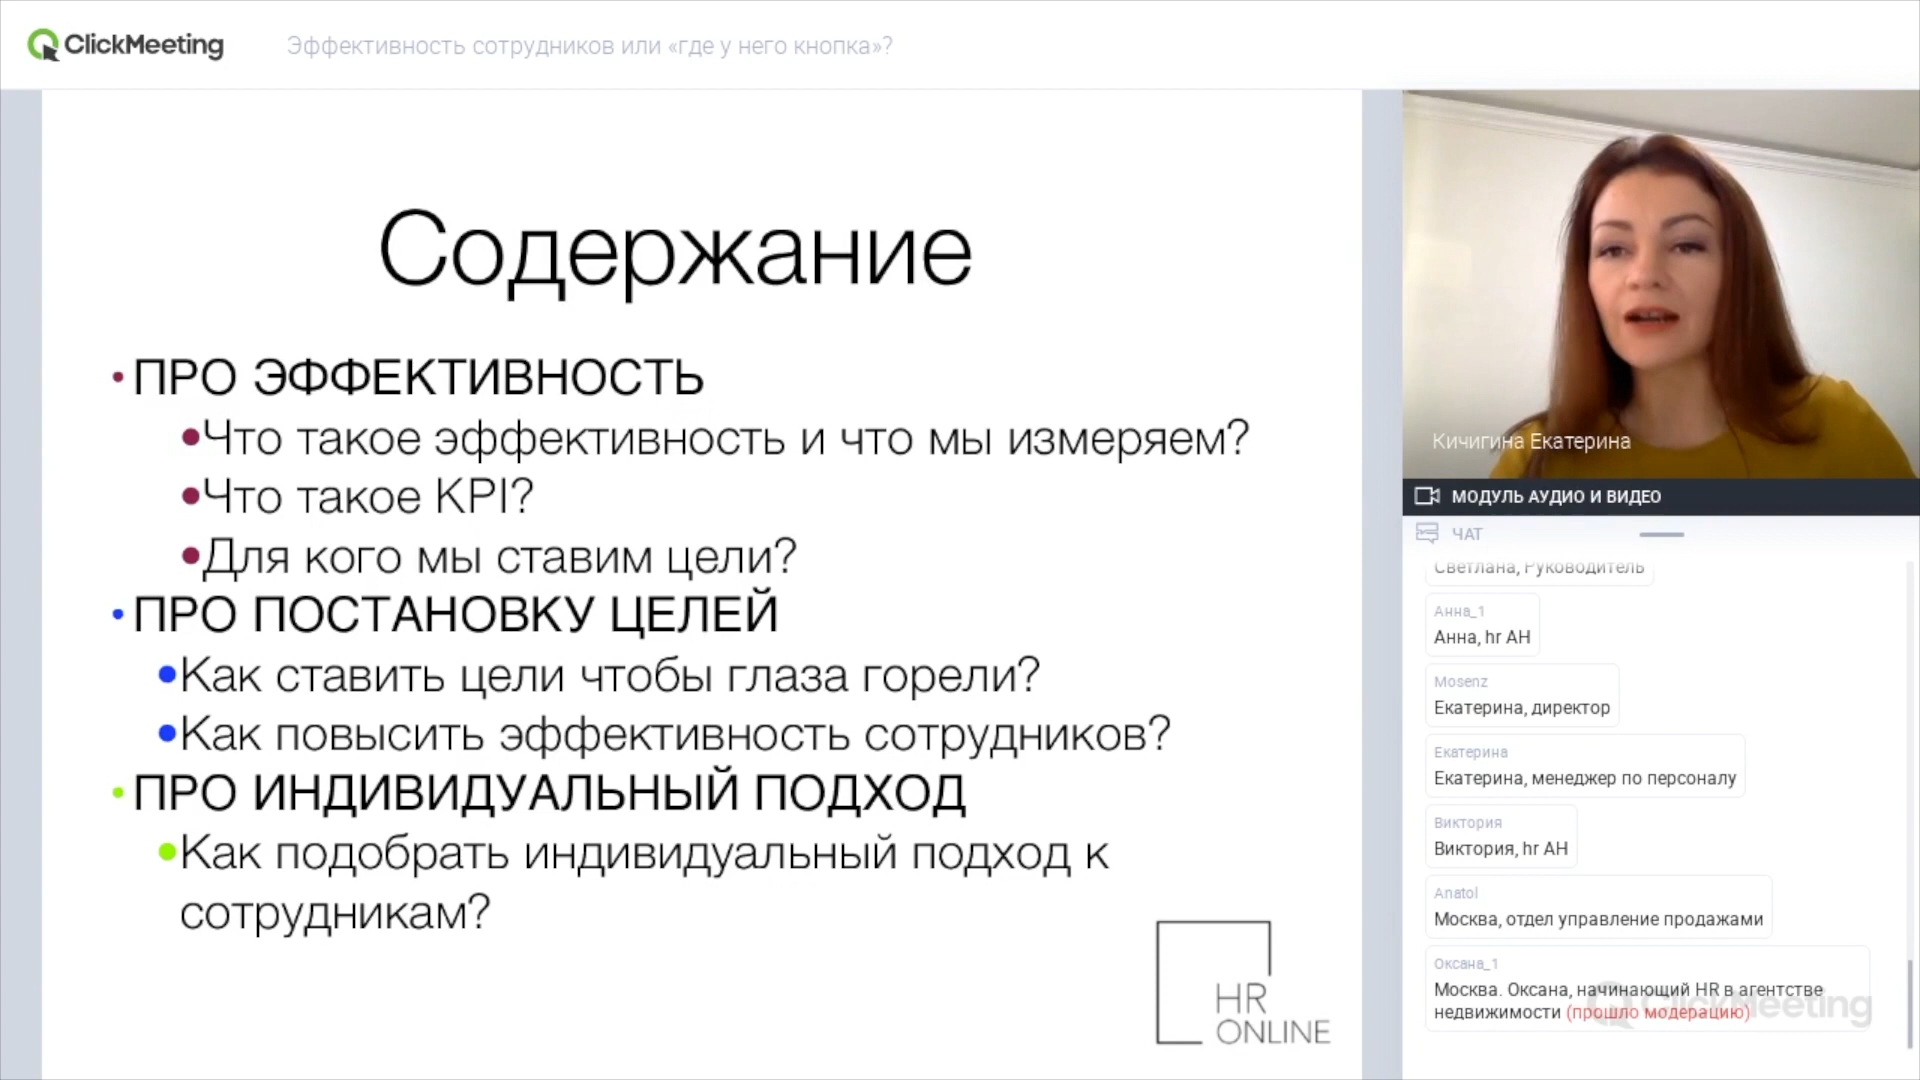 ClickMeeting
Эффективность сотрудников или «где у него кнопка»?
Содержание
• ПРО ЭФФЕКТИВНОСТЬ
•Что такое эффективность и что мы измеряем?
•Что такое KPI?
•Для кого мы ставим цели?
• ПРО ПОСТАНОВКУ ЦЕЛЕЙ
•Как ставить цели чтобы глаза горели?
•Как повысить эффективность сотрудников?
• ПРО ИНДИВИДУАЛЬНЫЙ ПОДХОД
•Как подобрать индивидуальный подход к
сотрудникам?
HR
ONLINE
Кичигина Екатерина
МОДУЛЬ АУДИО И ВИДЕО
ЧАТ
Светлана, Руководитель
Анна_1
Анна, hr АН
Mosenz
Екатерина, директор
Екатерина
Екатерина, менеджер по персоналу
Виктория
Виктория, hr АН
Anatol
Москва, отдел управление продажами
Оксана_1
Москва. Оксана, начинающий HR в агентстве
недвижимости (прошло модерацию)
ClickMeeting